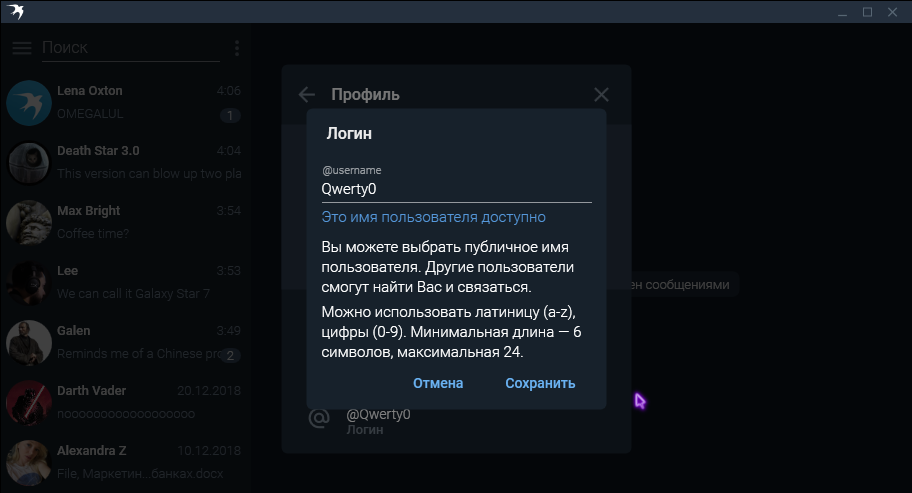 Поиск
Lena Oxton 4:06
OMEGALUL 1
Death Star 3.0 4:04
This version can blow up two pla
Max Bright 3:54
Coffee time?
Lee 3:53
We can call it Galaxy Star 7
Galen 3:49
Reminds me of a Chinese pro 2
Darth Vader 20.12.2018
noooooooooooooooooo
Alexandra Z 10.12.2018
File, Маркетин...банках.docx
Профиль
Логин
@username
Qwerty0
Это имя пользователя доступно
Вы можете выбрать публичное имя
пользователя. Другие пользователи
смогут найти Вас и связаться.
Можно использовать латиницу (a-z),
цифры (0-9). Минимальная длина — 6
символов, максимальная 24.
Отмена Сохранить
@Qwerty0
Логин
ен сообщениями